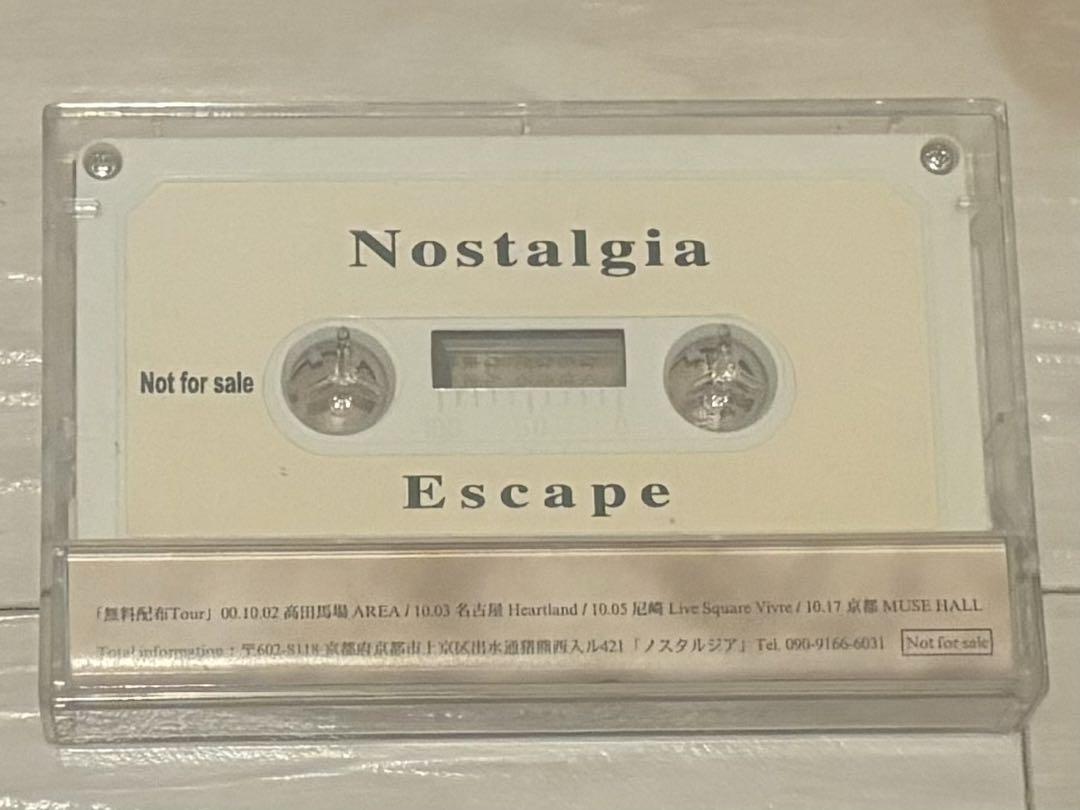 Nostalgia
Not for sale
Escape
「無料配布Tour」00.10.02 高田馬場 AREA / 10.03 名古屋 Heartland / 10.05 尼崎 Live Square Vivre / 10.17 京都 MUSE HALL
Total information : 〒602-8118 京都府京都市上京区出水通猪熊西入ル421「ノスタルジア」Tel. 090-9166-6031 Not for sale